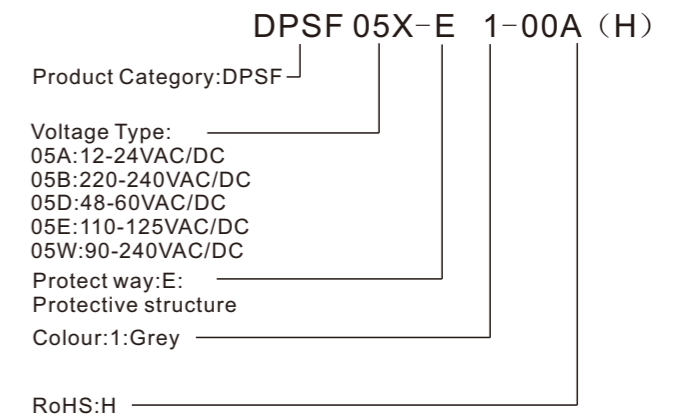 DPSF 05X-E 1-00A（H）
Product Category:DPSF
Voltage Type:
05A:12-24VAC/DC
05B:220-240VAC/DC
05D:48-60VAC/DC
05E:110-125VAC/DC
05W:90-240VAC/DC
Protect way:E:
Protective structure
Colour:1:Grey
RoHS:H